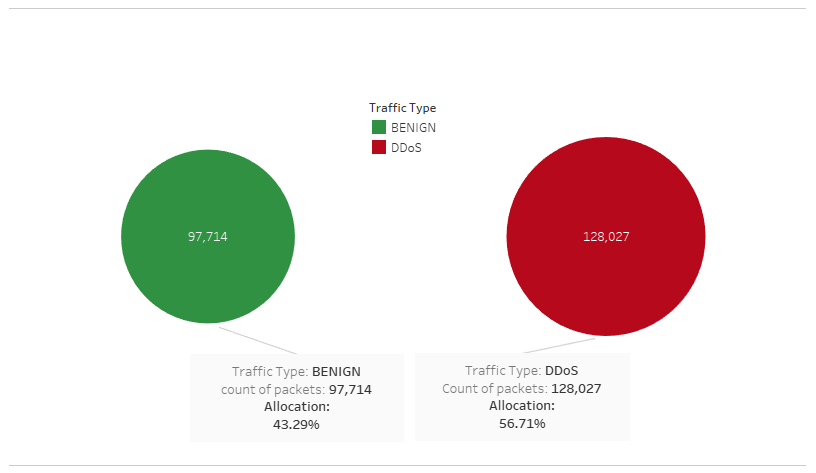 Traffic Type
BENIGN
DDoS
97,714
128,027
Traffic Type: BENIGN
count of packets: 97,714
Allocation:
43.29%
Traffic Type: DDoS
Count of packets: 128,027
Allocation:
56.71%